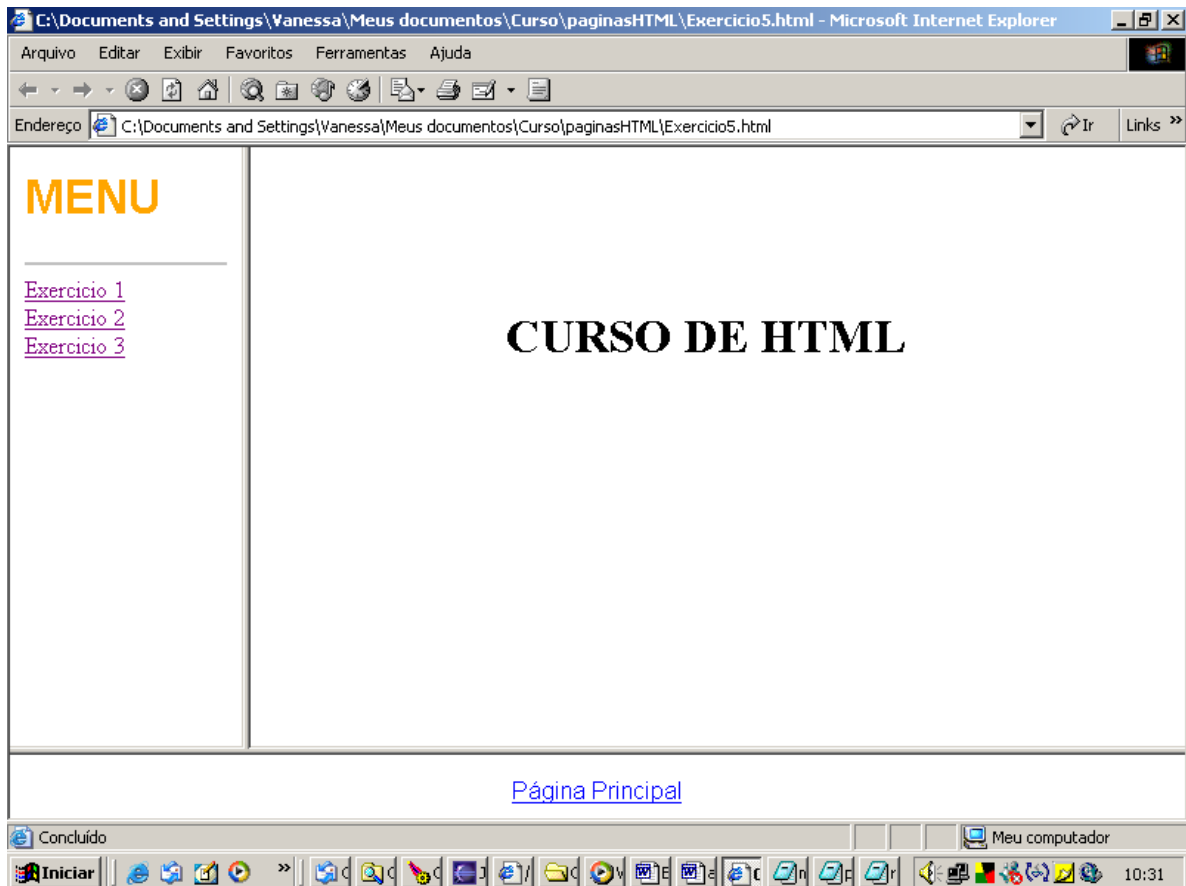 C:\Documents and Settings\Vanessa\Meus documentos\Curso\paginasHTML\Exercicio5.html - Microsoft Internet Explorer
Arquivo Editar Exibir Favoritos Ferramentas Ajuda
Endereço C:\Documents and Settings\Vanessa\Meus documentos\Curso\paginasHTML\Exercicio5.html Ir Links »
MENU
Exercicio 1
Exercicio 2
Exercicio 3
CURSO DE HTML
Página Principal
Concluído Meu computador
Iniciar » 10:31